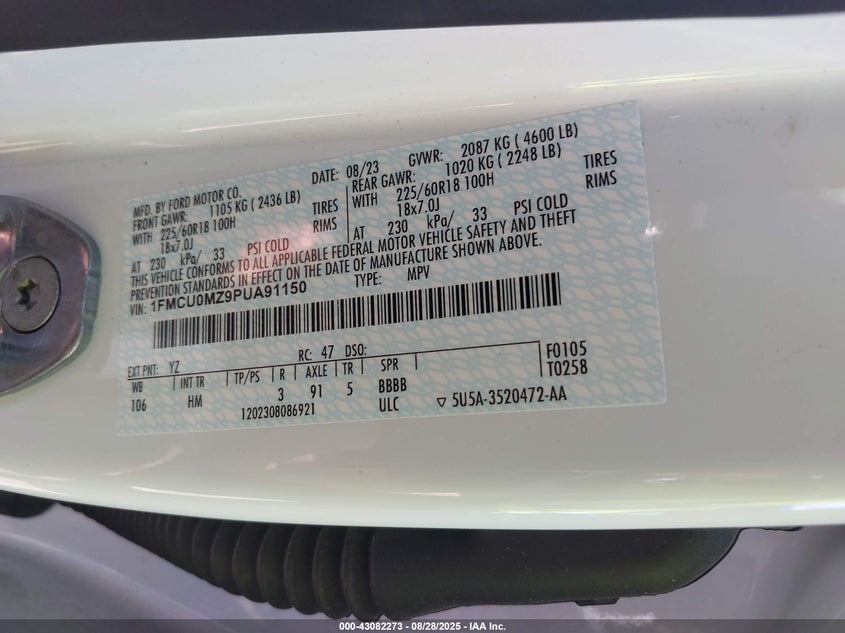 MFD. BY FORD MOTOR CO.
DATE: 08/23 GVWR: 2087 KG ( 4600 LB)
FRONT GAWR: 1105 KG ( 2436 LB) REAR GAWR: 1020 KG ( 2248 LB)
WITH 225/60R18 100H TIRES WITH 225/60R18 100H TIRES
18x7.0J RIMS 18x7.0J RIMS
AT 230 kPa/ 33 PSI COLD AT 230 kPa/ 33 PSI COLD
THIS VEHICLE CONFORMS TO ALL APPLICABLE FEDERAL MOTOR VEHICLE SAFETY AND THEFT
PREVENTION STANDARDS IN EFFECT ON THE DATE OF MANUFACTURE SHOWN ABOVE.
VIN: 1FMCU0MZ9PUA91150 TYPE: MPV
EXT PNT: YZ RC: 47 DSO:
WB INT TR TP/PS R AXLE TR SPR
106 HM 3 91 5 BBBB
1202308086921 ULC
F0105
T0258
5U5A-3520472-AA
000-43082273 - 08/28/2025 - IAA Inc.